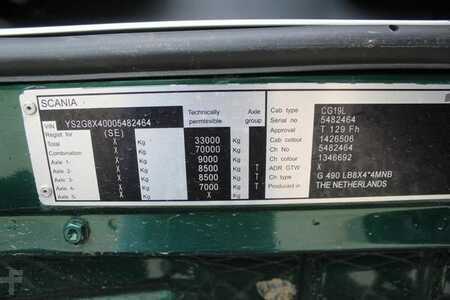 SCANIA
VIN YS2G8X40005482464
Regist. for (SE)
Technically permissible
Axle group
Total X Kg 33000
Combination X Kg 70000
Axle 1- X Kg 9000
Axle 2- X Kg 8500 T
Axle 3- X Kg 8500 T
Axle 4- X Kg 7000
Axle 5- X Kg X
Cab type CG19L
Serial no 5482464
Approval T 129 Fh
Cab colour 1426506
Ch No 5482464
Ch colour 1346692
ADR GTW X
Ch type G 490 LB8X4*4MNB
Produced in THE NETHERLANDS